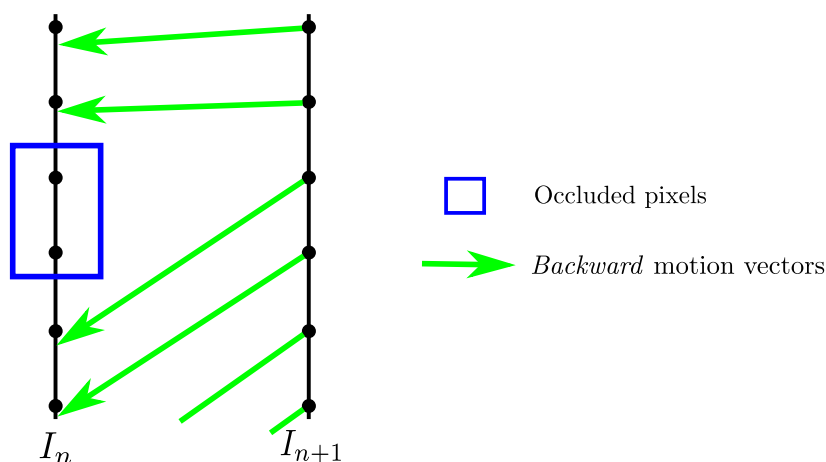 Occluded pixels
Backward motion vectors
I_n
I_{n+1}